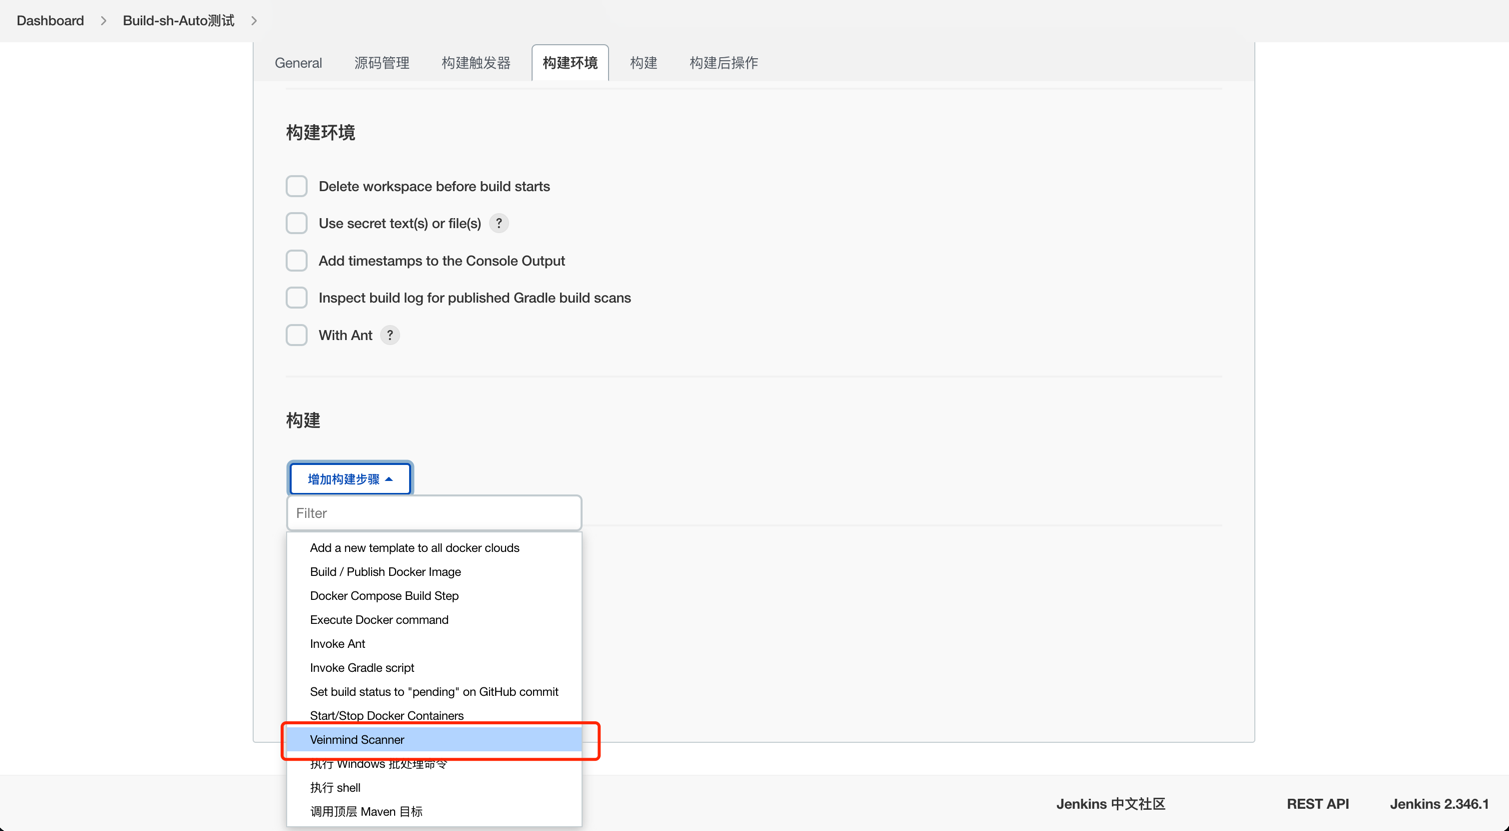 Dashboard > Build-sh-Auto测试 >
General 源码管理 构建触发器 构建环境 构建 构建后操作
构建环境
Delete workspace before build starts
Use secret text(s) or file(s) ?
Add timestamps to the Console Output
Inspect build log for published Gradle build scans
With Ant ?
构建
增加构建步骤
Filter
Add a new template to all docker clouds
Build / Publish Docker Image
Docker Compose Build Step
Execute Docker command
Invoke Ant
Invoke Gradle script
Set build status to "pending" on GitHub commit
Start/Stop Docker Containers
Veinmind Scanner
执行 Windows 批处理命令
执行 shell
调用顶层 Maven 目标
Jenkins 中文社区 REST API Jenkins 2.346.1